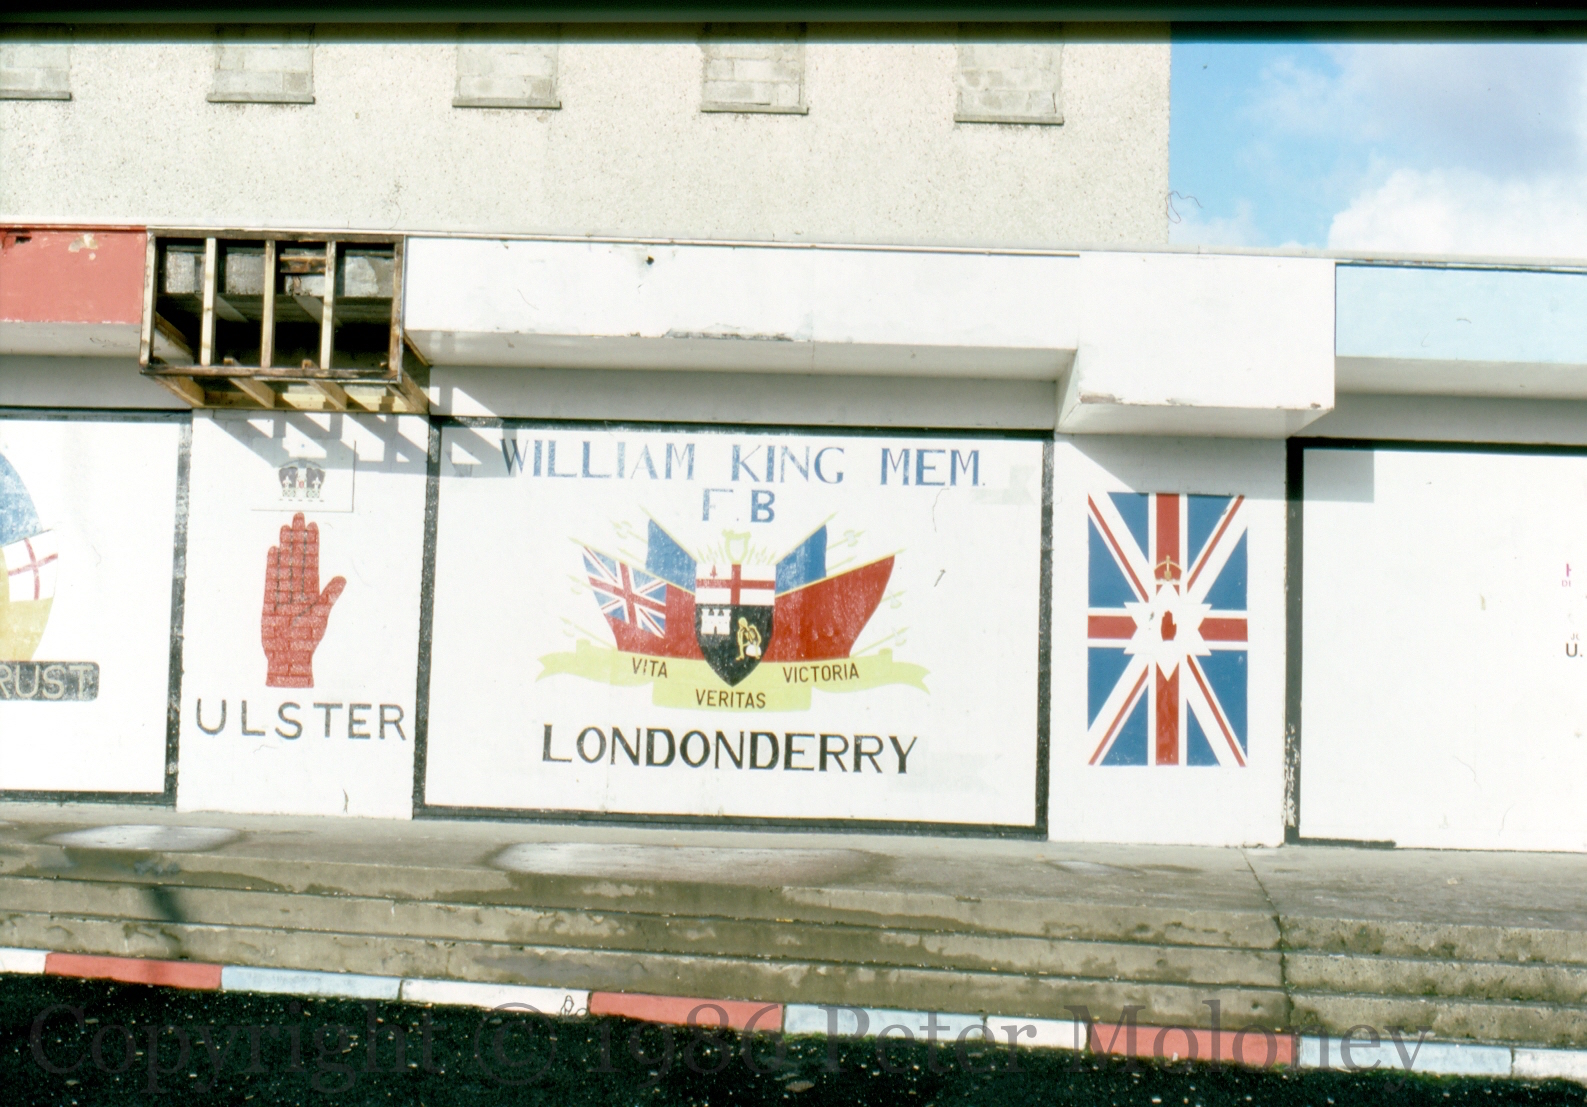 RUST
ULSTER
WILLIAM KING MEM.
F.B
VITA
VERITAS
VICTORIA
LONDONDERRY
U.
Copyright © 1986 Peter Moloney